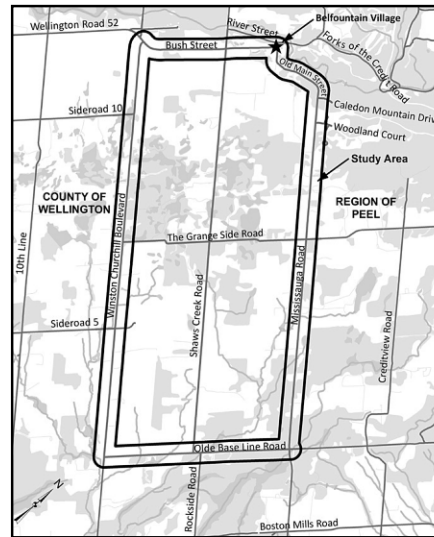 Wellington Road 52
River Street
Belfountain Village
Bush Street
Forks of the Credit Road
Old Main Street
Caledon Mountain Driv
Sideroad 10
Woodland Court
Study Area
COUNTY OF
WELLINGTON
REGION OF
PEEL
10th Line
Winston Churchill Boulevard
The Grange Side Road
Shaws Creek Road
Mississauga Road
Creditview Road
Sideroad 5
Olde Base Line Road
Rockside Road
N
Boston Mills Road